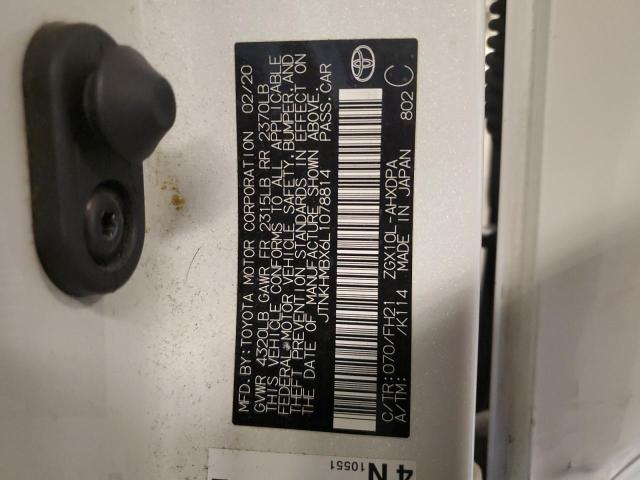 MFD. BY: TOYOTA MOTOR CORPORATION 02/20
GVWR 4320LB GAWR FR 2315LB RR 2370LB
THIS VEHICLE CONFORMS TO ALL APPLICABLE
FEDERAL MOTOR VEHICLE SAFETY, BUMPER, AND
THEFT PREVENTION STANDARDS IN EFFECT ON
THE DATE OF MANUFACTURE SHOWN ABOVE.
JTNKHMBX6L1078814 PASS. CAR
C/TR: 070/FH21 ZGX10L-AHXDPA
A/TM: /K114 MADE IN JAPAN 802 C
4 N
10551